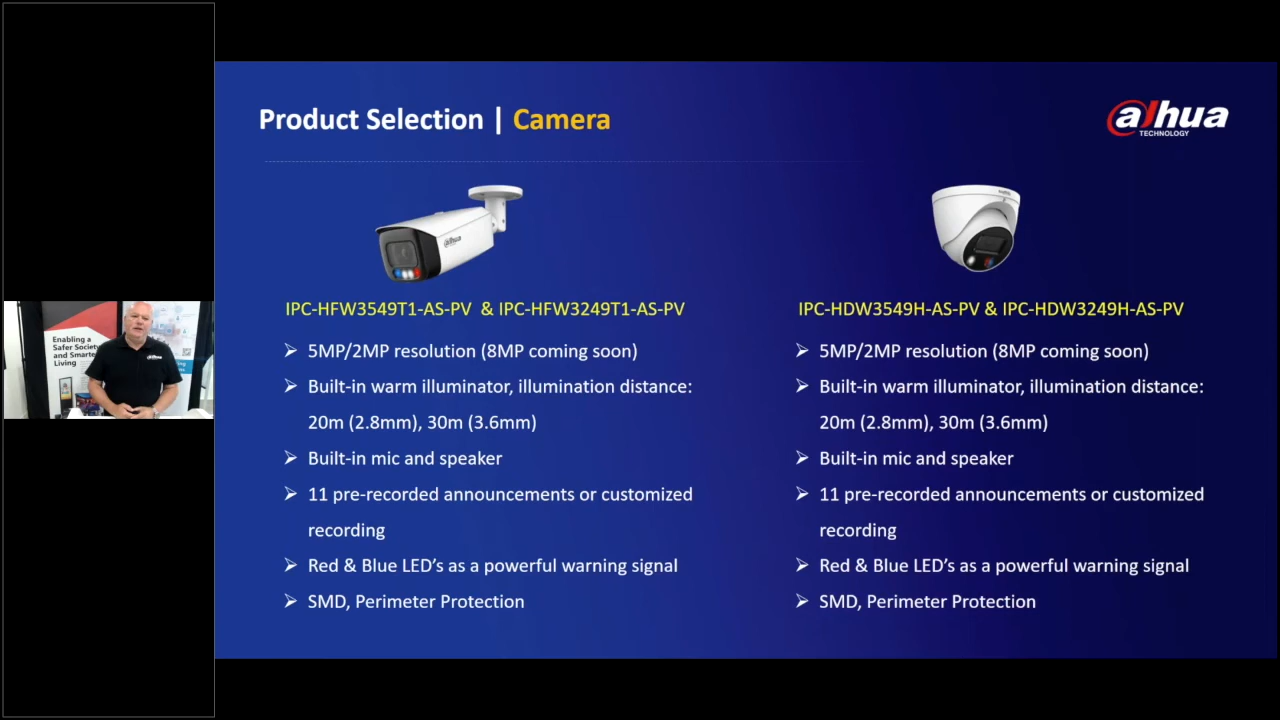 Product Selection | Camera
alhua
TECHNOLOGY
alhua
IPC-HFW3549T1-AS-PV & IPC-HFW3249T1-AS-PV
➢ 5MP/2MP resolution (8MP coming soon)
➢ Built-in warm illuminator, illumination distance:
20m (2.8mm), 30m (3.6mm)
➢ Built-in mic and speaker
➢ 11 pre-recorded announcements or customized
recording
➢ Red & Blue LED's as a powerful warning signal
➢ SMD, Perimeter Protection
IPC-HDW3549H-AS-PV & IPC-HDW3249H-AS-PV
➢ 5MP/2MP resolution (8MP coming soon)
➢ Built-in warm illuminator, illumination distance:
20m (2.8mm), 30m (3.6mm)
➢ Built-in mic and speaker
➢ 11 pre-recorded announcements or customized
recording
➢ Red & Blue LED's as a powerful warning signal
➢ SMD, Perimeter Protection
Enabling a
Safer Society
and Smarte
Living